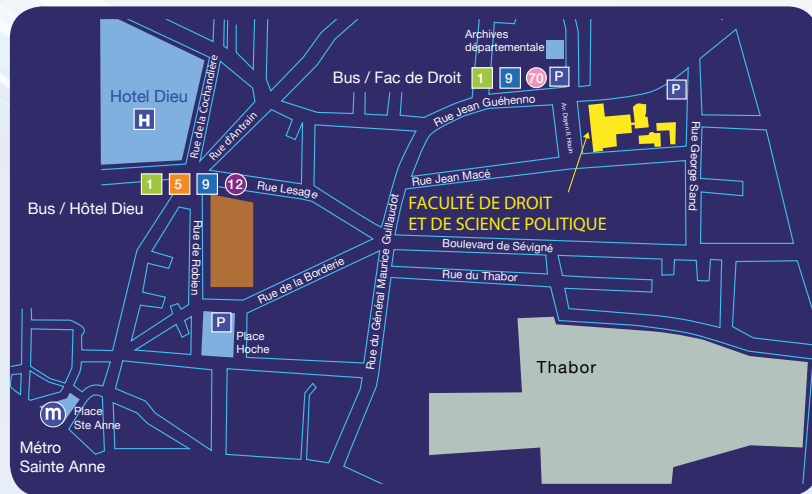 Archives
départementale
Bus / Fac de Droit 1 9 70 P
Hotel Dieu
H
Rue de la Cochardière
Rue d'Antrain
Rue Jean Guéhenno
P
Rue Jean Macé
Rue George Sand
1 5 9 12
Rue Lesage
Bus / Hôtel Dieu
FACULTÉ DE DROIT
ET DE SCIENCE POLITIQUE
Rue de Robien
Boulevard de Sévigné
Rue de la Borderie
Rue du Général Maurice Guillaudot
Rue du Thabor
P
Place
Hoche
Thabor
m
Place
Ste Anne
Métro
Sainte Anne